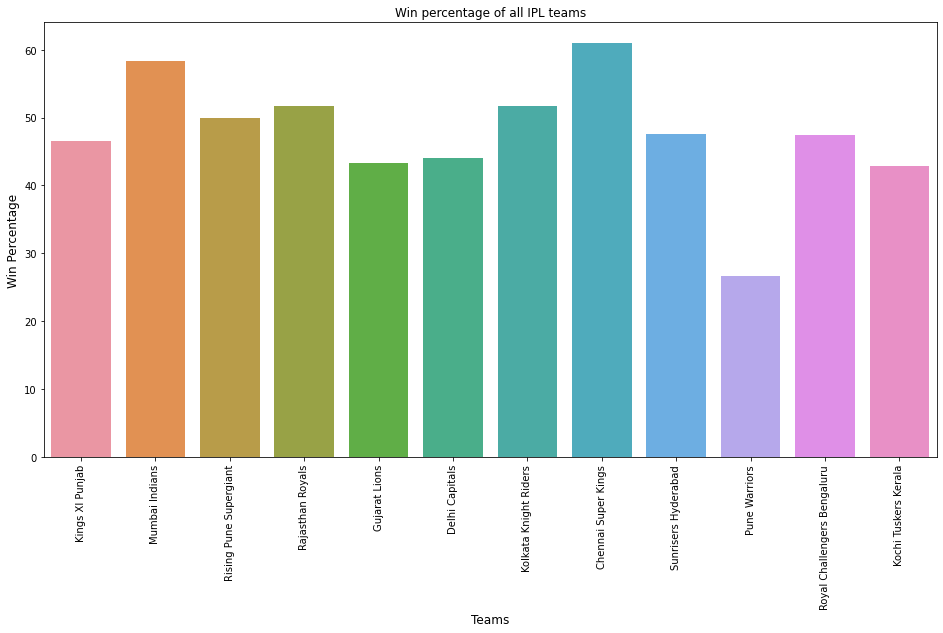 Win percentage of all IPL teams
Win Percentage
60
50
40
30
20
10
0
Kings XI Punjab
Mumbai Indians
Rising Pune Supergiant
Rajasthan Royals
Gujarat Lions
Delhi Capitals
Kolkata Knight Riders
Chennai Super Kings
Sunrisers Hyderabad
Pune Warriors
Royal Challengers Bengaluru
Kochi Tuskers Kerala
Teams